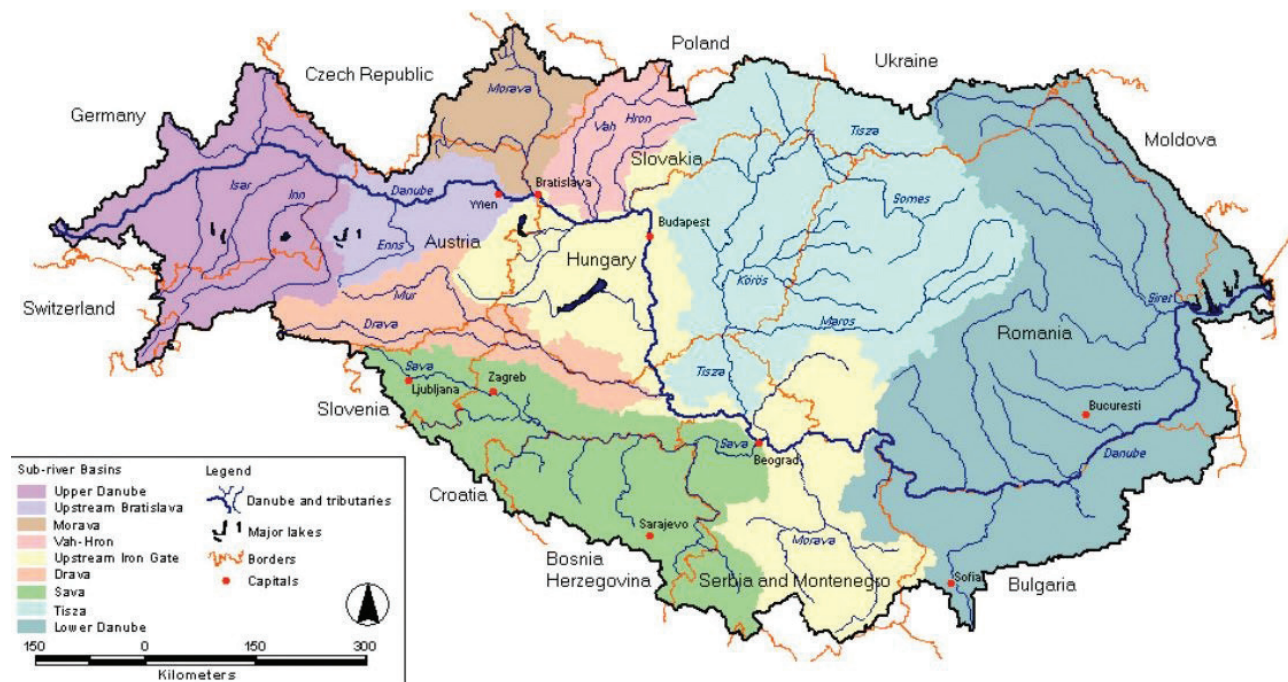 Poland
Ukraine
Czech Republic
Germany
Moldova
Morava
Vah
Hron
Tisza
Slovakia
Isar
Inn
Danube
Wien
Bratislava
Somes
Enns
Austria
Budapest
Hungary
Körös
Switzerland
Mur
Maros
Siret
Drava
Romania
Sava
Tisza
Ljubljana
Zagreb
Slovenia
Bucuresti
Sava
Beograd
Danube
Croatia
Sarajevo
Morava
Bosnia
Herzegovina
Serbia and Montenegro
Sofia
Bulgaria
Sub-river Basins
Upper Danube
Upstream Bratislava
Morava
Vah-Hron
Upstream Iron Gate
Drava
Sava
Tisza
Lower Danube
Legend
Danube and tributaries
1 Major lakes
Borders
Capitals
150 0 150 300
Kilometers